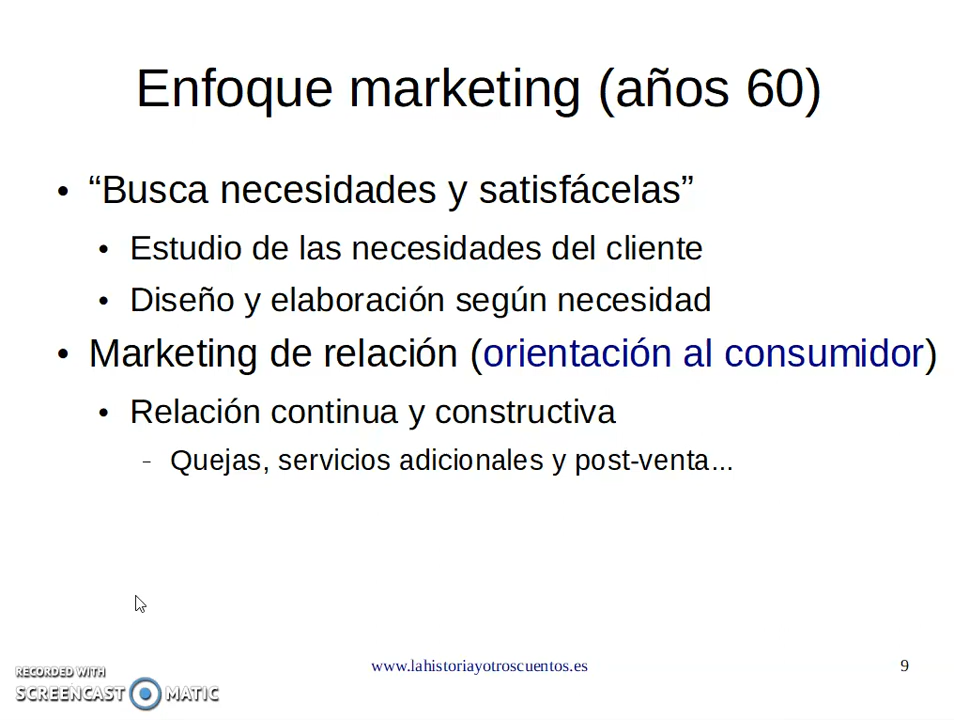 Enfoque marketing (años 60)
• “Busca necesidades y satisfácelas”
• Estudio de las necesidades del cliente
• Diseño y elaboración según necesidad
• Marketing de relación (orientación al consumidor)
• Relación continua y constructiva
– Quejas, servicios adicionales y post-venta...
www.lahistoriayotroscuentos.es
9
RECORDED WITH
SCREENCAST MATIC